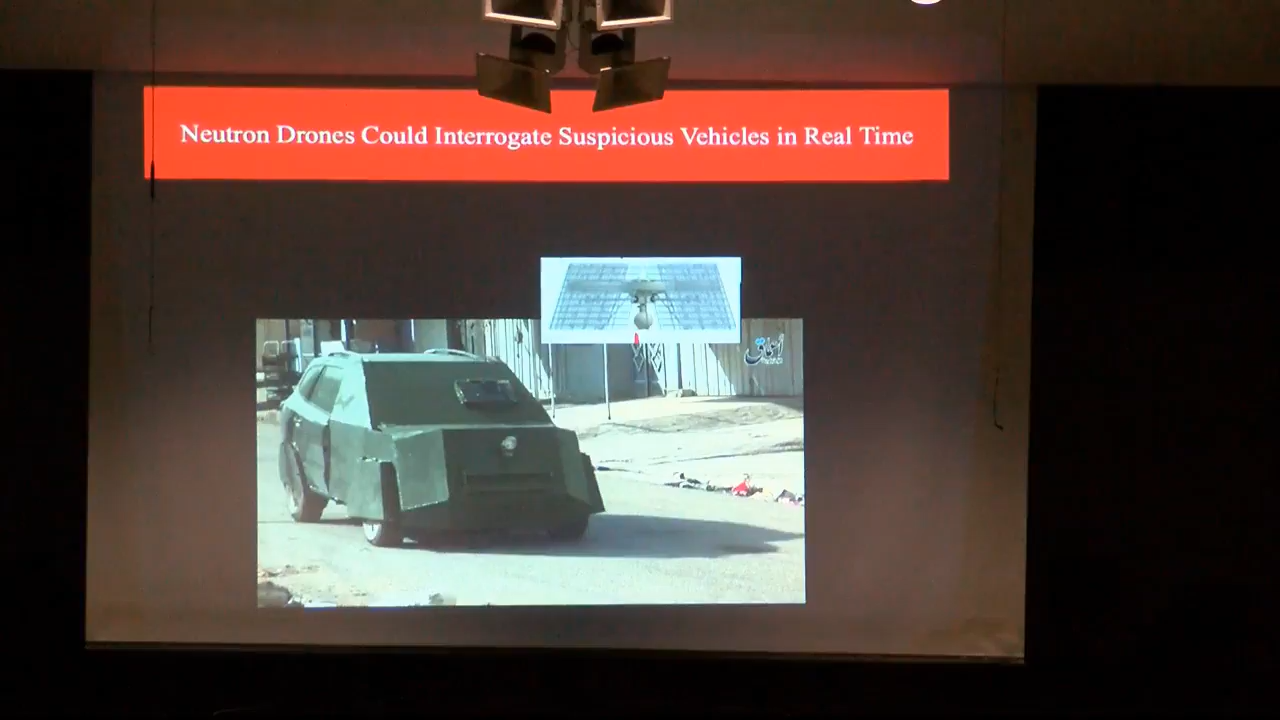 Neutron Drones Could Interrogate Suspicious Vehicles in Real Time
أعماق